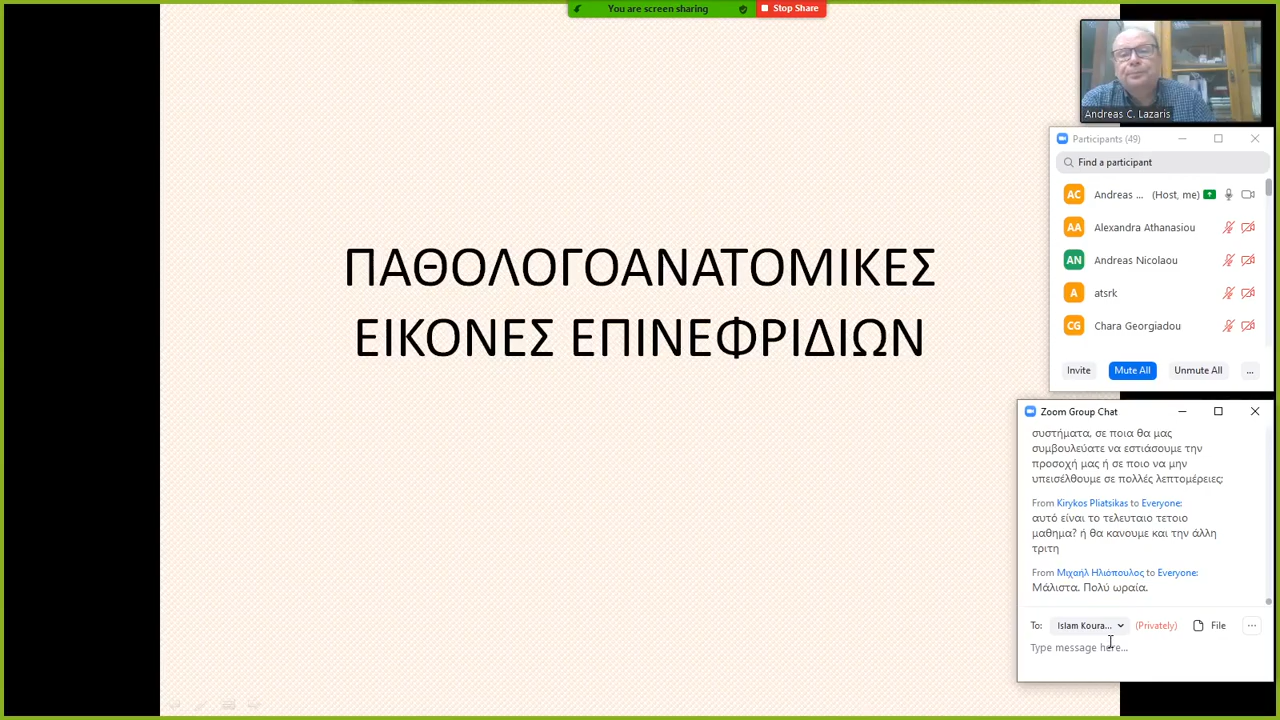 You are screen sharing
Stop Share
ΠΑΘΟΛΟΓΟΑΝΑΤΟΜΙΚΕΣ
ΕΙΚΟΝΕΣ ΕΠΙΝΕΦΡΙΔΙΩΝ
Andreas C. Lazaris
Participants (49)
Find a participant
AC Andreas ... (Host, me)
AA Alexandra Athanasiou
AN Andreas Nicolaou
A atsrk
CG Chara Georgiadou
Invite Mute All Unmute All ...
Zoom Group Chat
συστήματα, σε ποια θα μας
συμβουλεύατε να εστιάσουμε την
προσοχή μας ή σε ποιο να μην
υπεισέλθουμε σε πολλές λεπτομέρειες;
From Kirykos Pliatsikas to Everyone:
αυτό είναι το τελευταιο τετοιο
μαθημα? ή θα κανουμε και την άλλη
τριτη
From Μιχαήλ Ηλιόπουλος to Everyone:
Μάλιστα. Πολύ ωραία.
To: Islam Koura... (Privately) File ...
Type message here...